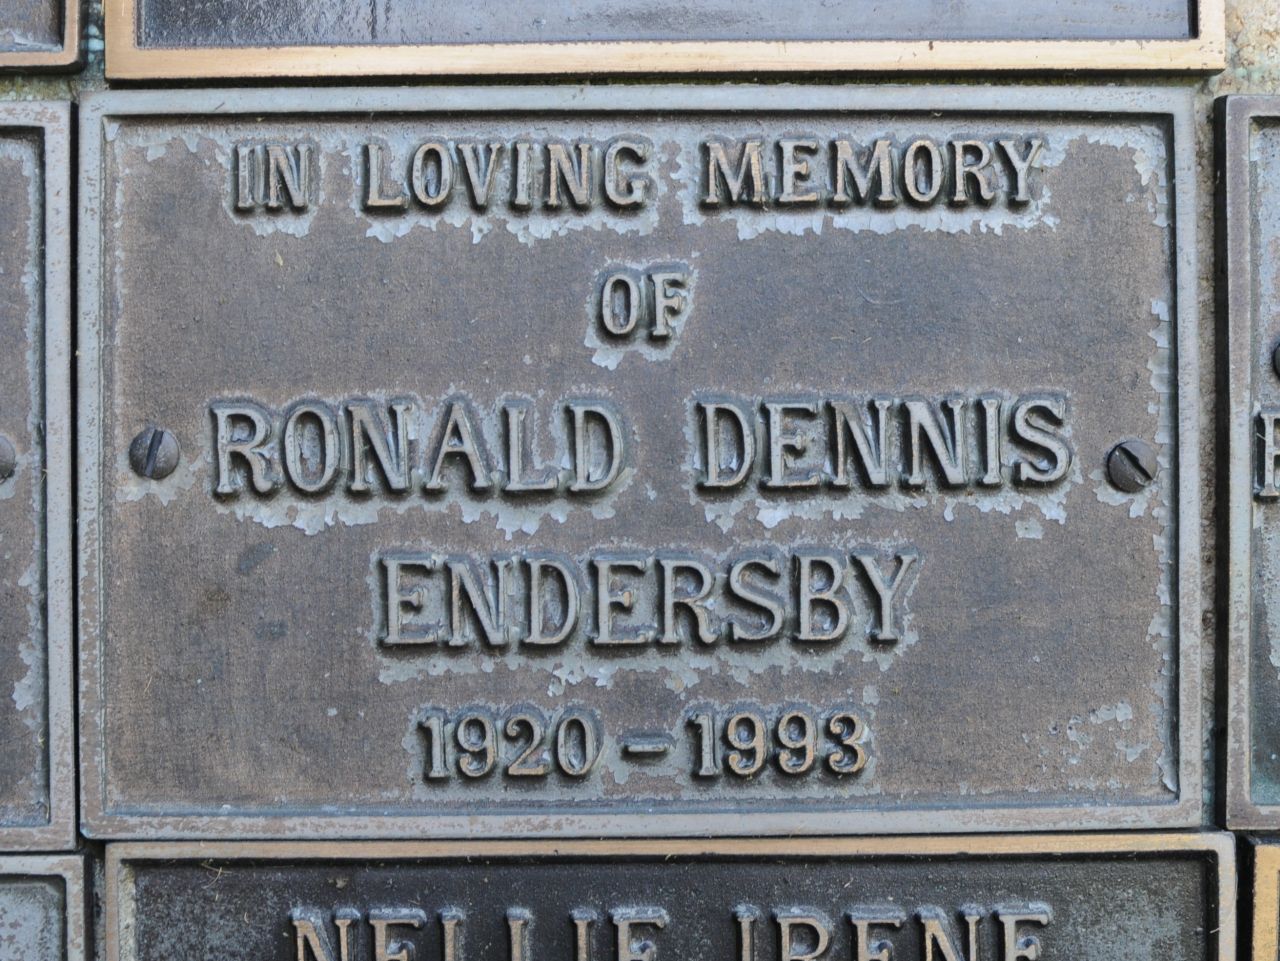 IN LOVING MEMORY
OF
RONALD DENNIS
ENDERSBY
1920 - 1993
NELLIE IRENE